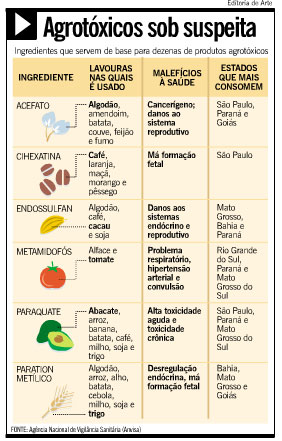 Editoria de Arte
Agrotóxicos sob suspeita
Ingredientes que servem de base para dezenas de produtos agrotóxicos
INGREDIENTE
LAVOURAS
NAS QUAIS
É USADO
MALEFÍCIOS
À SAÚDE
ESTADOS
QUE MAIS
CONSOMEM
ACEFATO
Algodão,
amendoim,
batata,
couve, feijão
e fumo
Cancerígeno;
danos ao
sistema
reprodutivo
São Paulo,
Paraná e
Goiás
CIHEXATINA
Café,
laranja,
maçã,
morango e
pêssego
Má formação
fetal
São Paulo
ENDOSSULFAN
Algodão,
café,
cacau
e soja
Danos aos
sistemas
endócrino e
reprodutivo
Mato
Grosso,
Bahia e
Paraná
METAMIDOFÓS
Alface e
tomate
Problema
respiratório,
hipertensão
arterial e
convulsão
Rio Grande
do Sul,
Paraná e
Mato
Grosso do
Sul
PARAQUATE
Abacate,
arroz,
banana,
batata, café,
milho, soja e
trigo
Alta toxicidade
aguda e
toxicidade
crônica
São Paulo,
Paraná e
Mato
Grosso do
Sul
PARATION
METILICO
Algodão,
arroz, alho,
batata,
cebola,
milho, soja e
trigo
Desregulação
endócrina, má
formação fetal
Bahia,
Mato
Grosso e
Goiás
FONTE: Agência Nacional de Vigilância Sanitária (Anvisa)